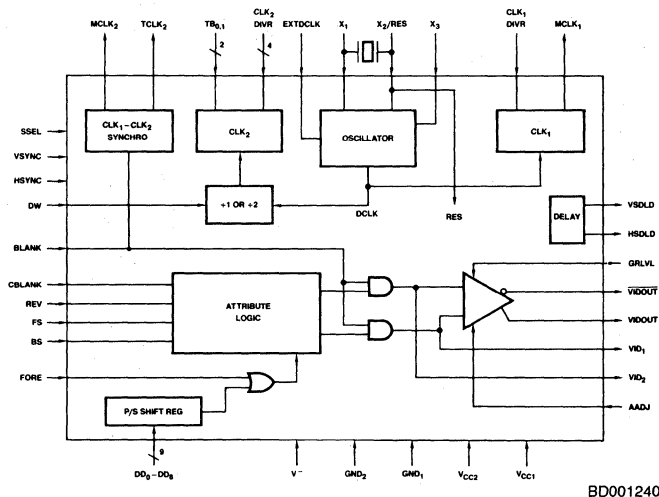 MCLK2 TCLK2 TB0,1 CLK2 DIVR EXTDCLK X1 X2/RES X3 CLK1 DIVR MCLK1
2 4
SSEL
VSYNC
HSYNC
DW
BLANK
CBLANK
REV
FS
BS
FORE
CLK1–CLK2
SYNCHRO
CLK2
OSCILLATOR
CLK1
÷1 OR ÷2
DCLK
RES
DELAY
ATTRIBUTE
LOGIC
P/S SHIFT REG
VSDLD
HSDLD
GRLVL
VIDOUT
VIDOUT
VID1
VID2
AADJ
9
DD0–DD8 V– GND2 GND1 VCC2 VCC1
BD001240